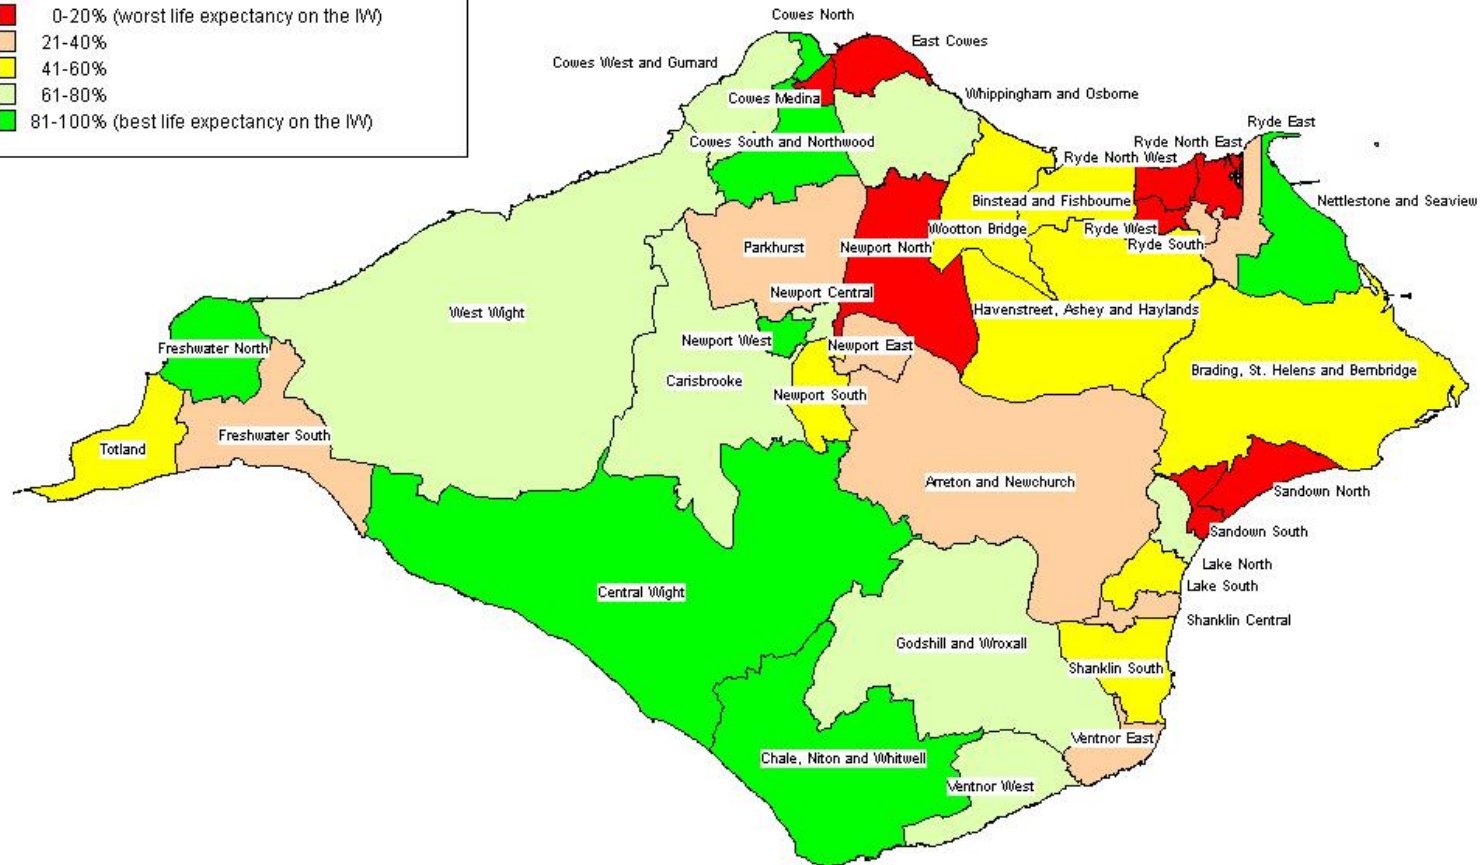 0-20% (worst life expectancy on the IW)
21-40%
41-60%
61-80%
81-100% (best life expectancy on the IW)
Cowes North
East Cowes
Cowes West and Gurnard
Whippingham and Osborne
Cowes Medina
Ryde East
Cowes South and Northwood
Ryde North East
Ryde North West
Binstead and Fishbourne
Nettlestone and Seaview
Wootton Bridge
Ryde West
Ryde South
Parkhurst
Newport North
Newport Central
West Wight
Havenstreet, Ashey and Haylands
Freshwater North
Newport West
Newport East
Carisbrooke
Brading, St. Helens and Bembridge
Newport South
Totland
Freshwater South
Arreton and Newchurch
Sandown North
Sandown South
Lake North
Central Wight
Lake South
Shanklin Central
Godshill and Wroxall
Shanklin South
Ventnor East
Chale, Niton and Whitwell
Ventnor West